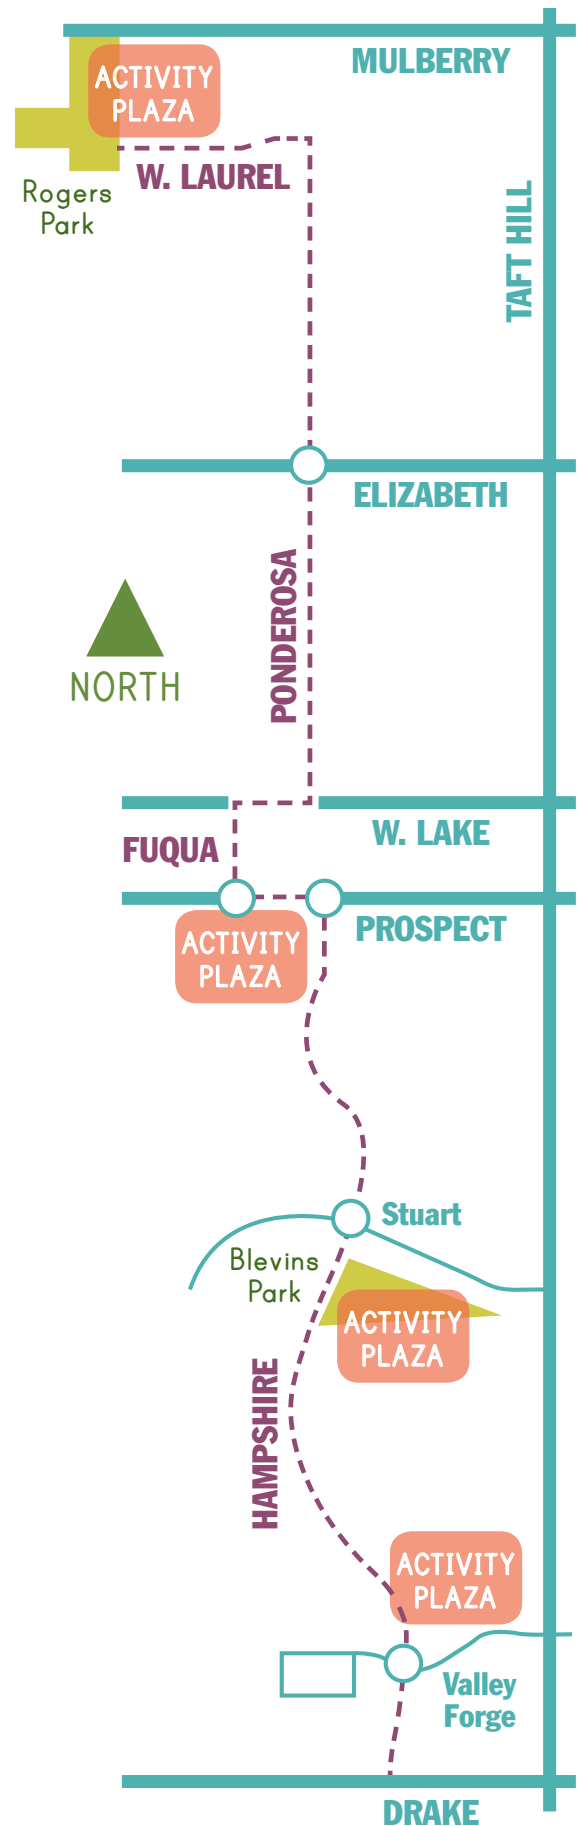 MULBERRY
ACTIVITY
PLAZA
W. LAUREL
Rogers
Park
TAFT HILL
ELIZABETH
PONDEROSA
NORTH
W. LAKE
FUQUA
PROSPECT
ACTIVITY
PLAZA
Stuart
Blevins
Park
ACTIVITY
PLAZA
HAMPSHIRE
ACTIVITY
PLAZA
Valley
Forge
DRAKE